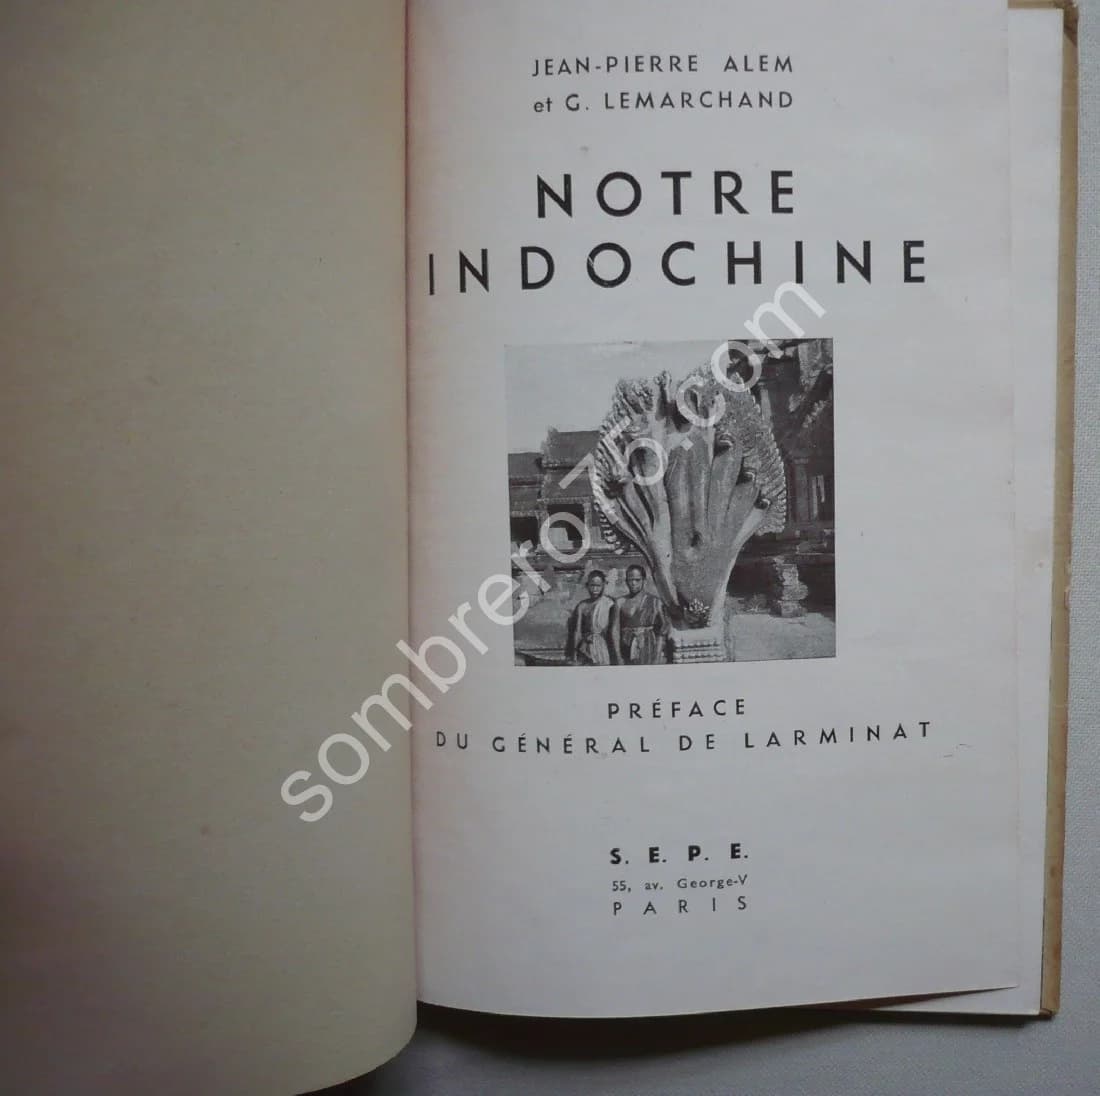 JEAN-PIERRE ALEM
et G. LEMARCHAND
NOTRE
INDOCHINE
PRÉFACE
DU GÉNÉRAL DE LARMINAT
S. E. P. E.
55, av. George-V
PARIS
sombrero75.com